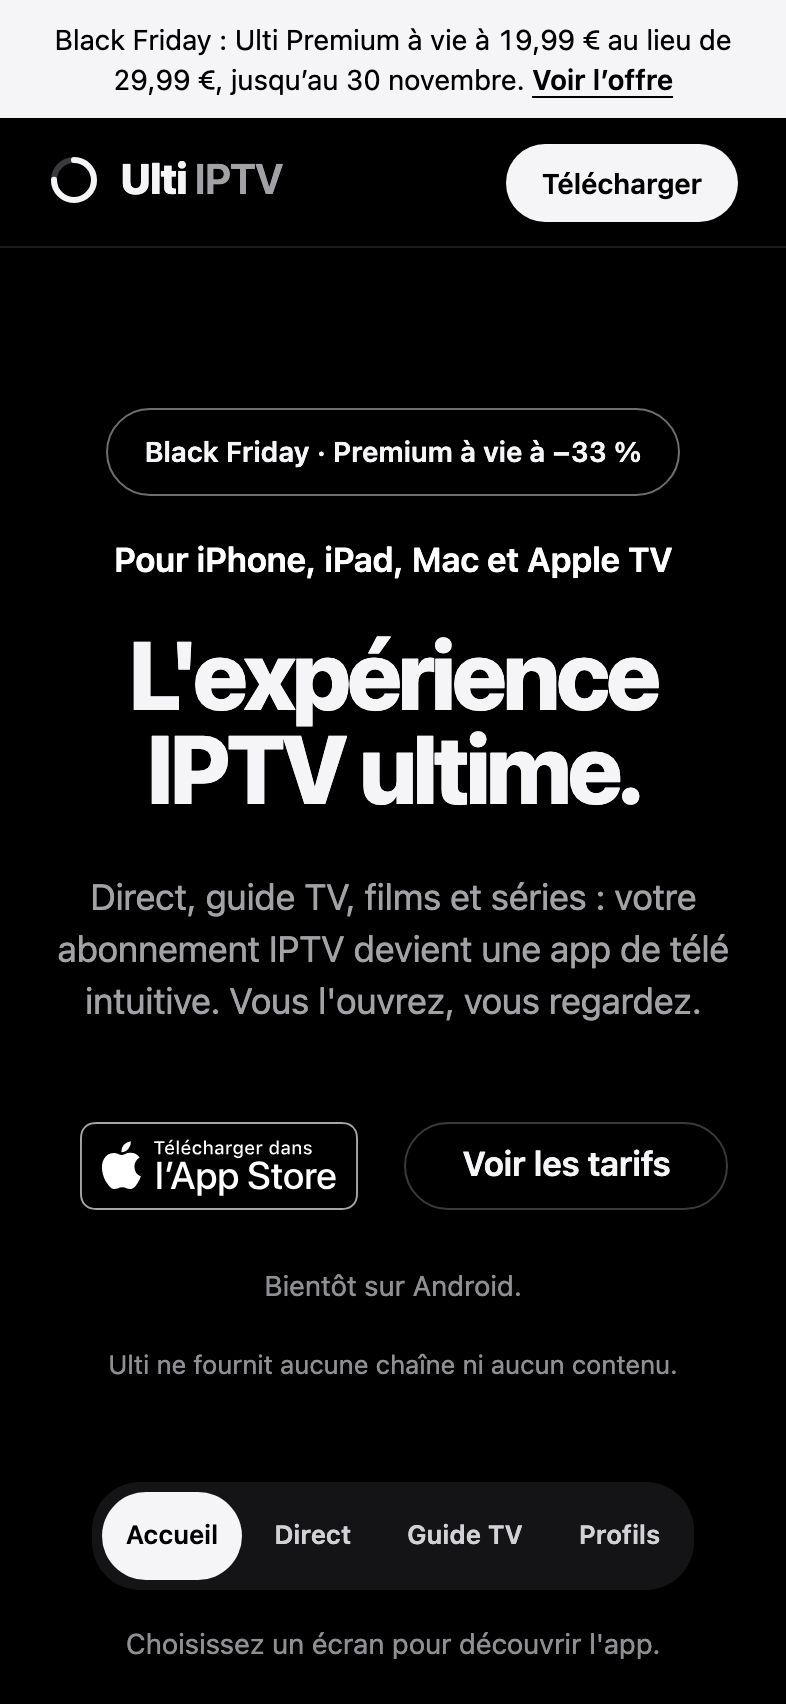 Black Friday : Ulti Premium à vie à 19,99 € au lieu de
29,99 €, jusqu’au 30 novembre. Voir l’offre
Ulti IPTV
Télécharger
Black Friday · Premium à vie à −33 %
Pour iPhone, iPad, Mac et Apple TV
L'expérience
IPTV ultime.
Direct, guide TV, films et séries : votre
abonnement IPTV devient une app de télé
intuitive. Vous l'ouvrez, vous regardez.
Télécharger dans
l’App Store
Voir les tarifs
Bientôt sur Android.
Ulti ne fournit aucune chaîne ni aucun contenu.
Accueil
Direct
Guide TV
Profils
Choisissez un écran pour découvrir l'app.